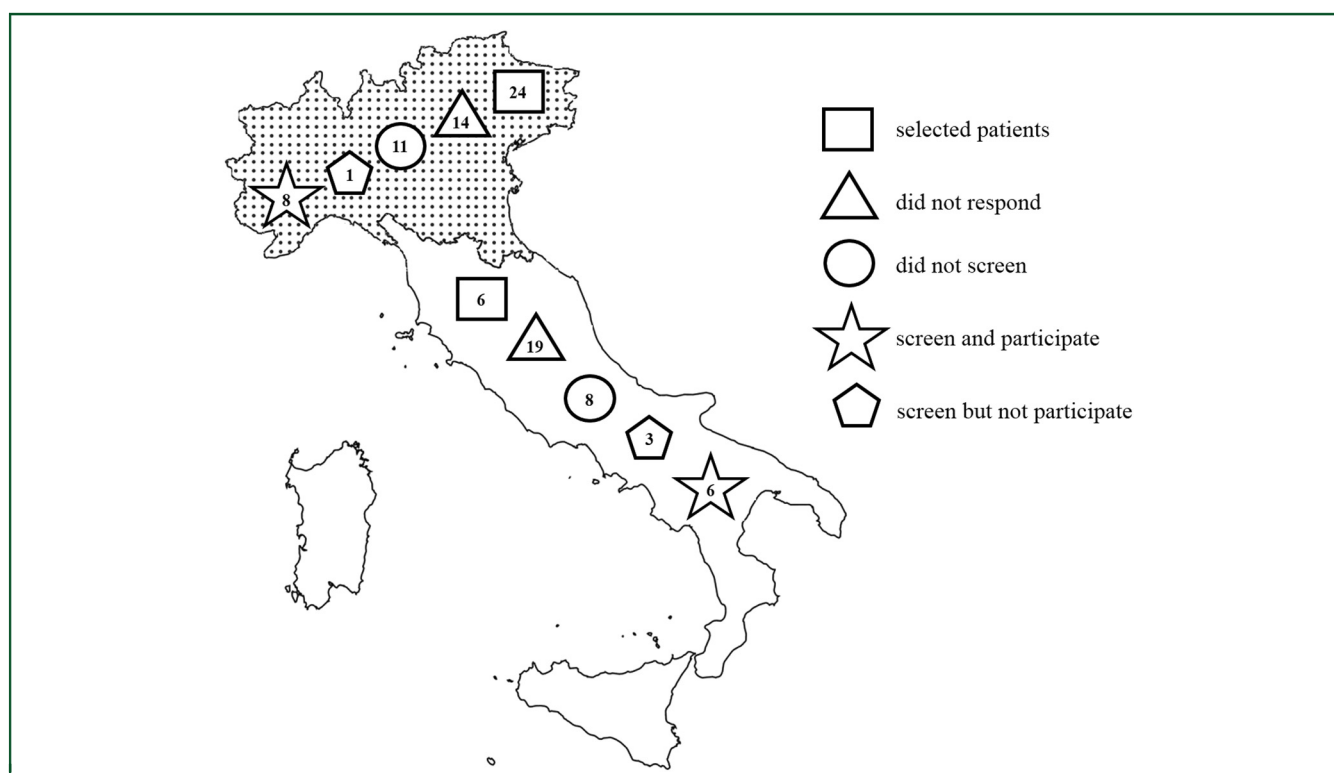 24
14
11
1
8
6
19
8
3
6
selected patients
did not respond
did not screen
screen and participate
screen but not participate